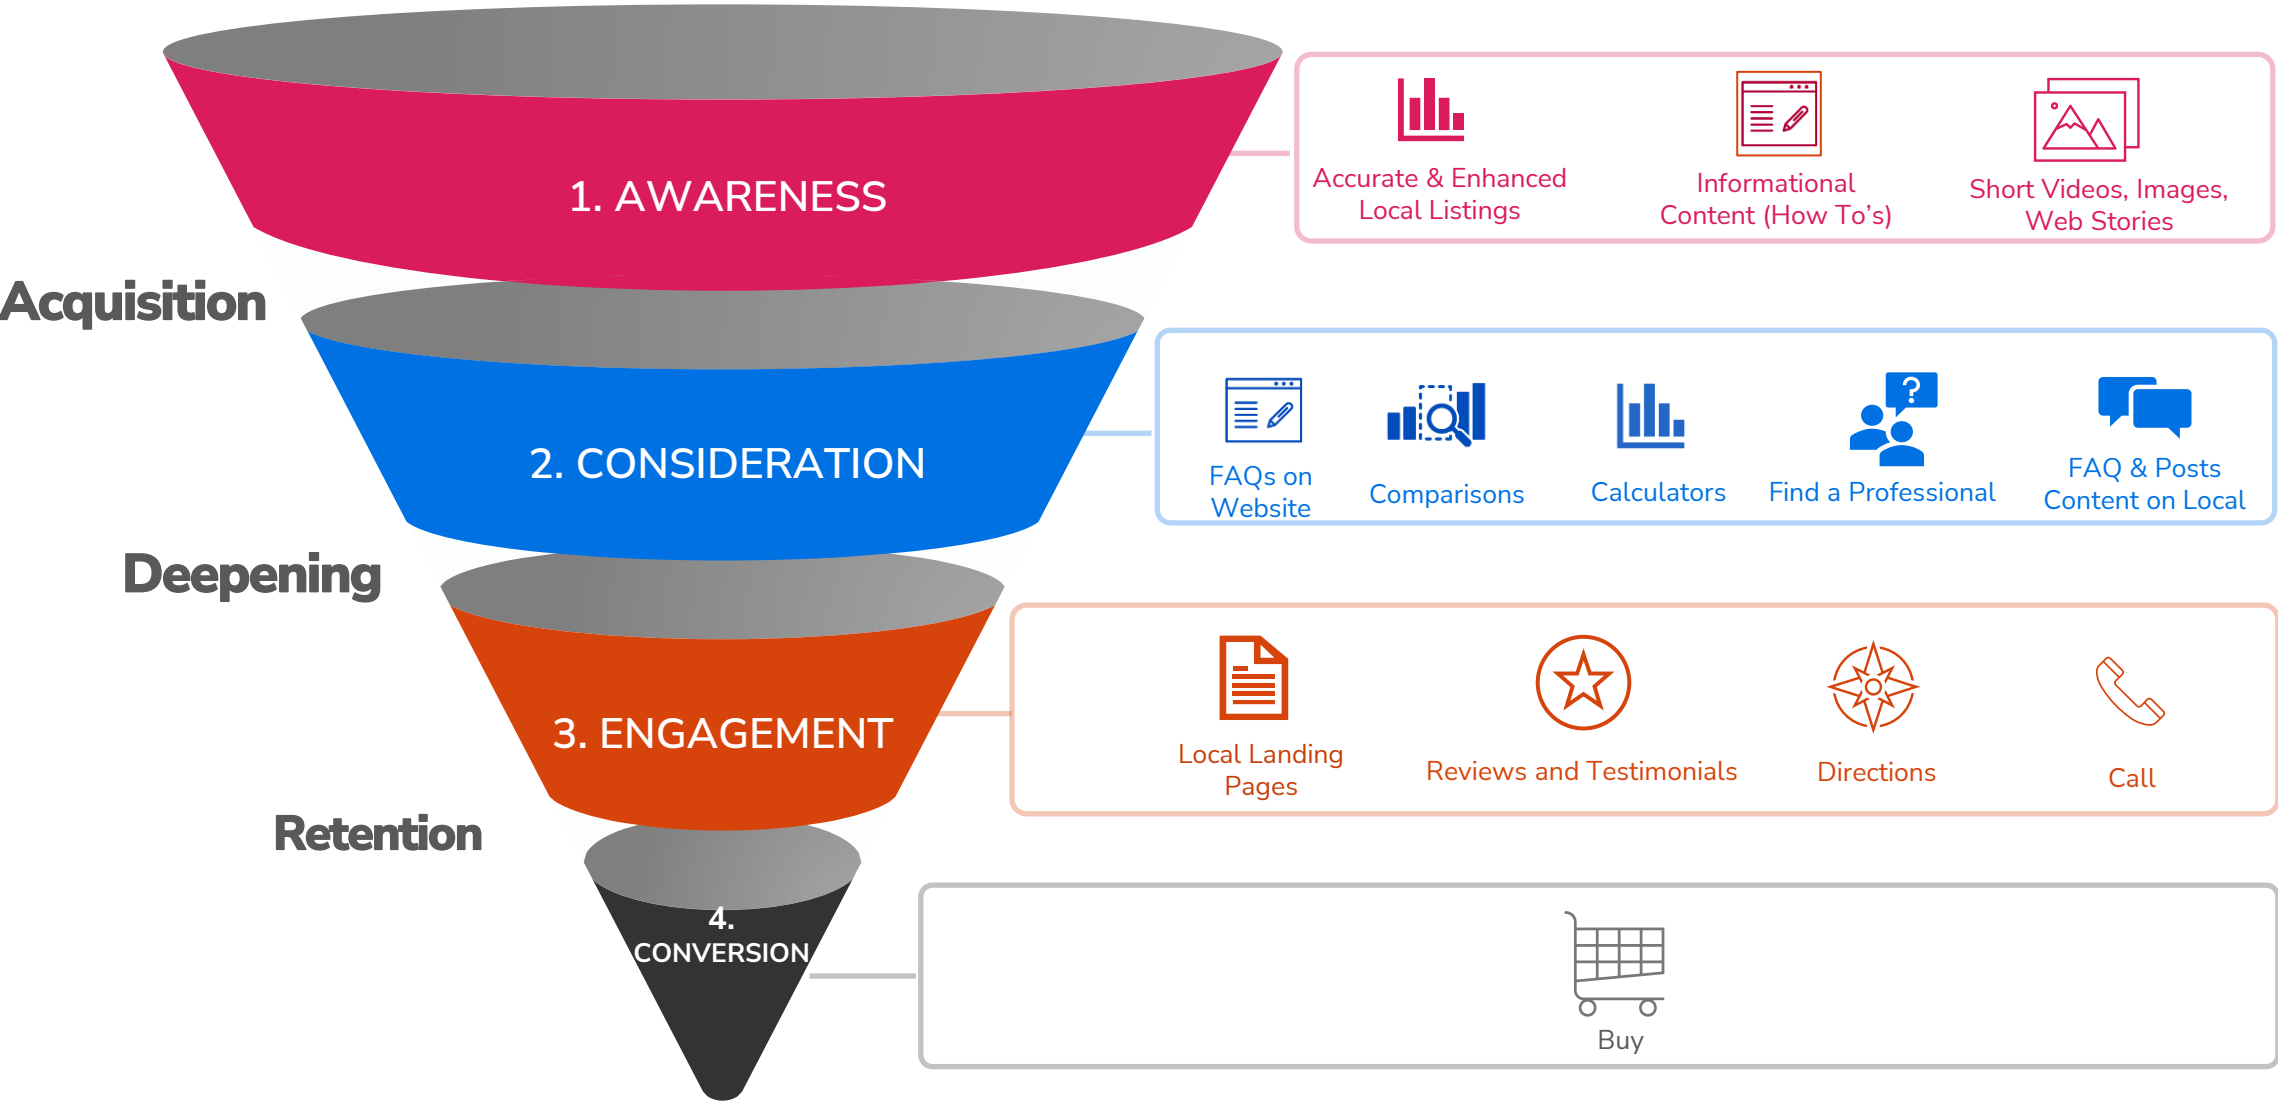 1. AWARENESS
Accurate & Enhanced
Local Listings
Informational
Content (How To's)
Short Videos, Images,
Web Stories
Acquisition
2. CONSIDERATION
FAQs on
Website
Comparisons
Calculators
?
Find a Professional
FAQ & Posts
Content on Local
Deepening
3. ENGAGEMENT
Local Landing
Pages
Reviews and Testimonials
Directions
Call
Retention
4.
CONVERSION
Buy